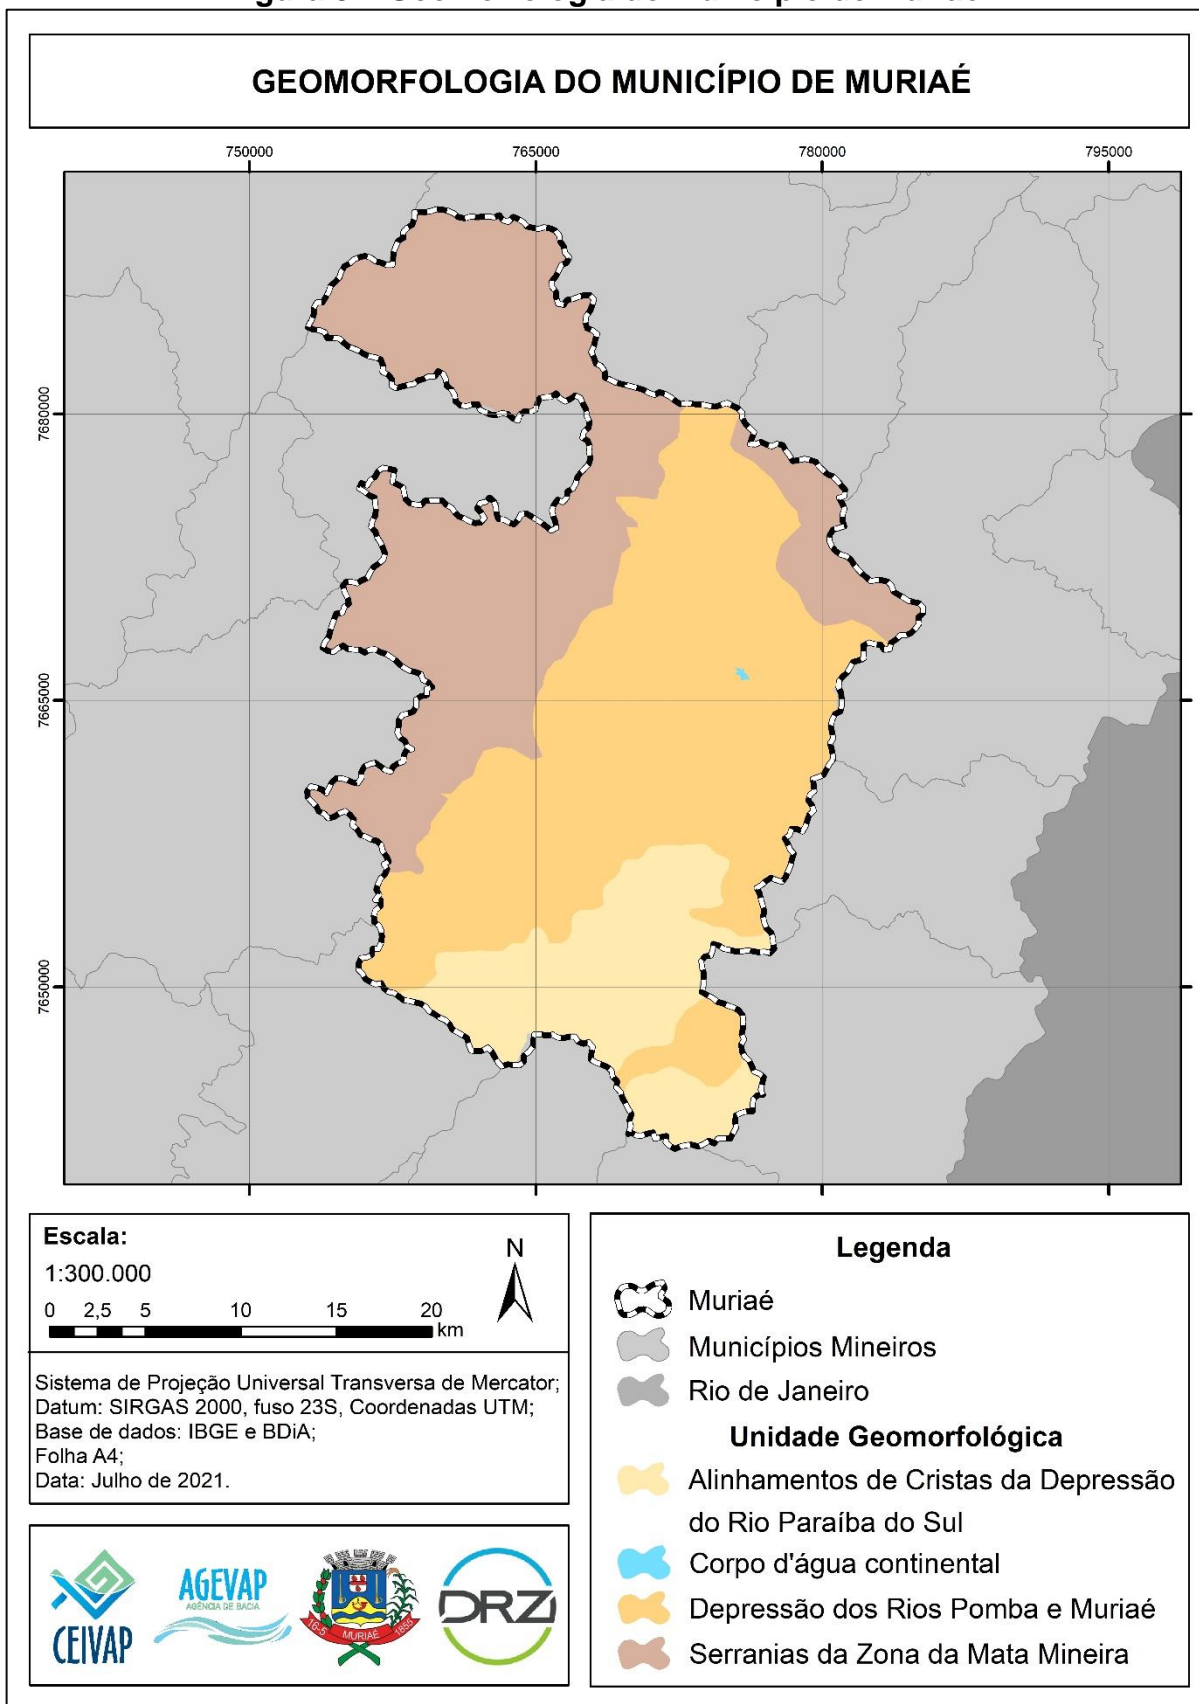 GEOMORFOLOGIA DO MUNICÍPIO DE MURIAÉ
750000 765000 780000 795000
7680000
7665000
7650000
Escala:
1:300.000
N
0 2,5 5 10 15 20
km
Sistema de Projeção Universal Transversa de Mercator;
Datum: SIRGAS 2000, fuso 23S, Coordenadas UTM;
Base de dados: IBGE e BDiA;
Folha A4;
Data: Julho de 2021.
CEIVAP
AGEVAP
AGÊNCIA DE BACIA
16-5 MURIAÉ 1855
DRZ
Legenda
Muriaé
Municípios Mineiros
Rio de Janeiro
Unidade Geomorfológica
Alinhamentos de Cristas da Depressão
do Rio Paraíba do Sul
Corpo d'água continental
Depressão dos Rios Pomba e Muriaé
Serranias da Zona da Mata Mineira